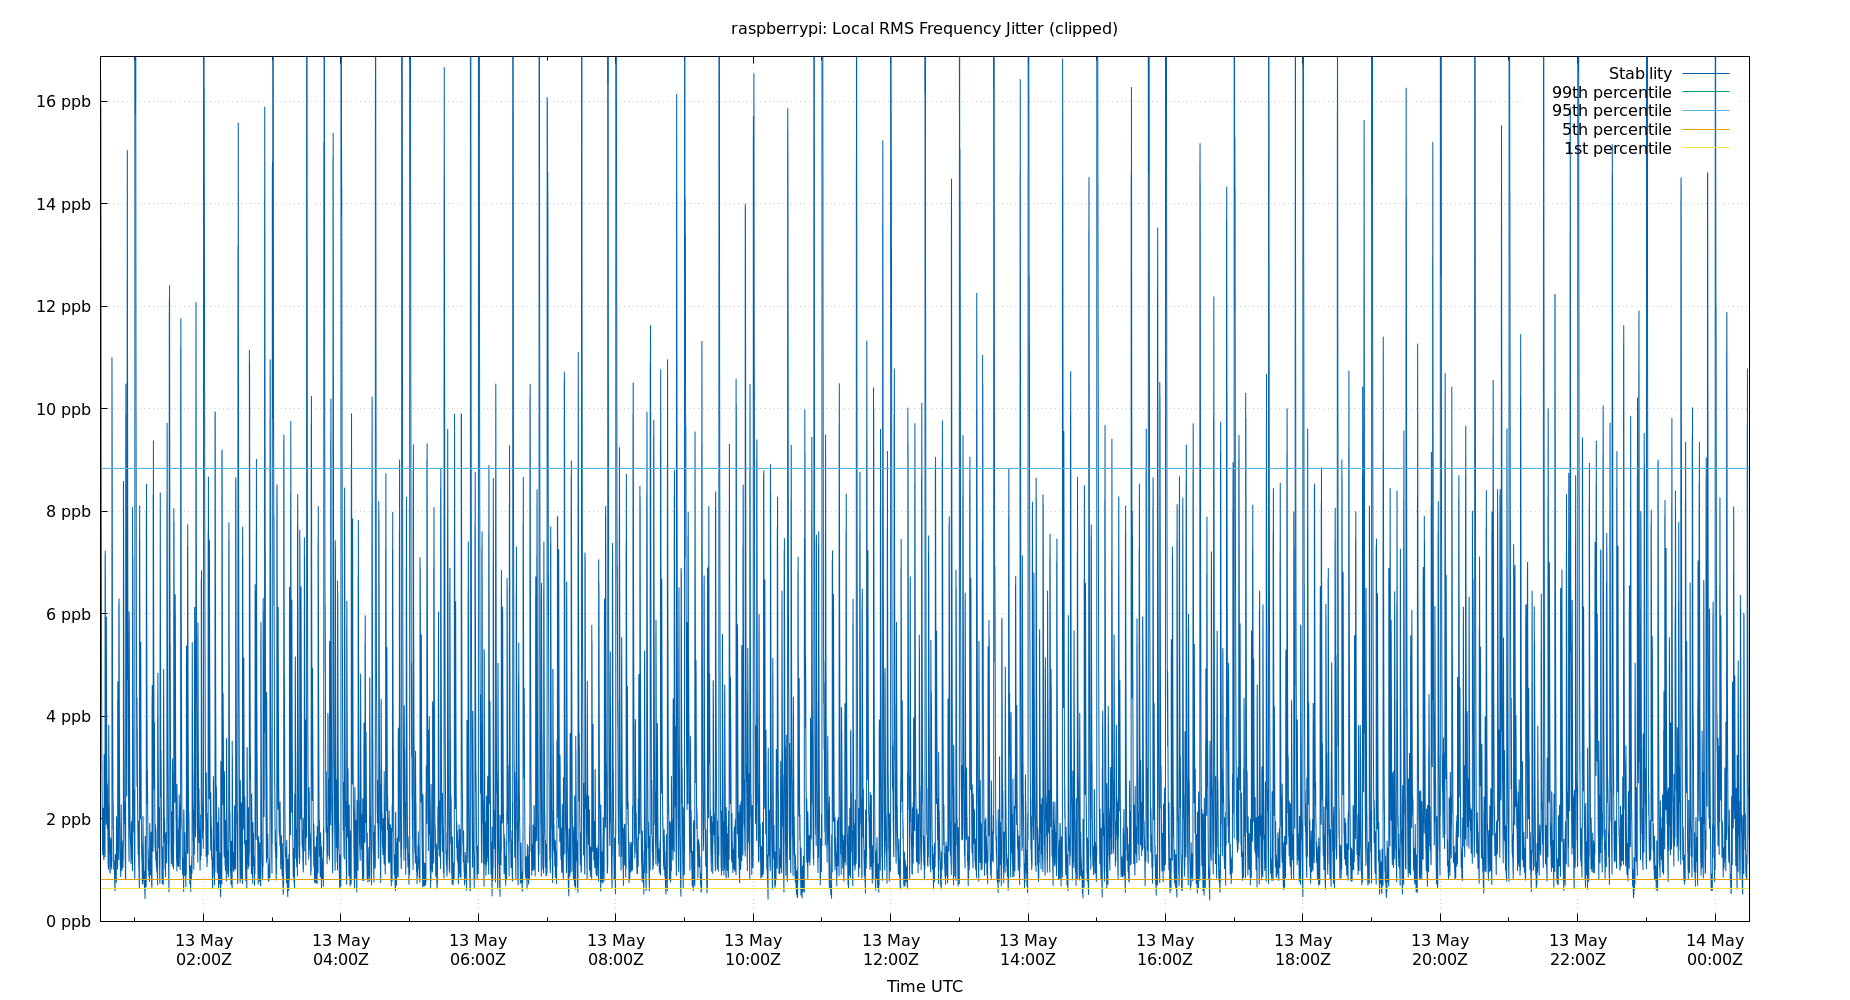 raspberrypi: Local RMS Frequency Jitter (clipped)
Stability
99th percentile
95th percentile
5th percentile
1st percentile
16 ppb
14 ppb
12 ppb
10 ppb
8 ppb
6 ppb
4 ppb
2 ppb
0 ppb
13 May 13 May 13 May 13 May 13 May 13 May 13 May 13 May 13 May 13 May 13 May 14 May
02:00Z 04:00Z 06:00Z 08:00Z 10:00Z 12:00Z 14:00Z 16:00Z 18:00Z 20:00Z 22:00Z 00:00Z
Time UTC